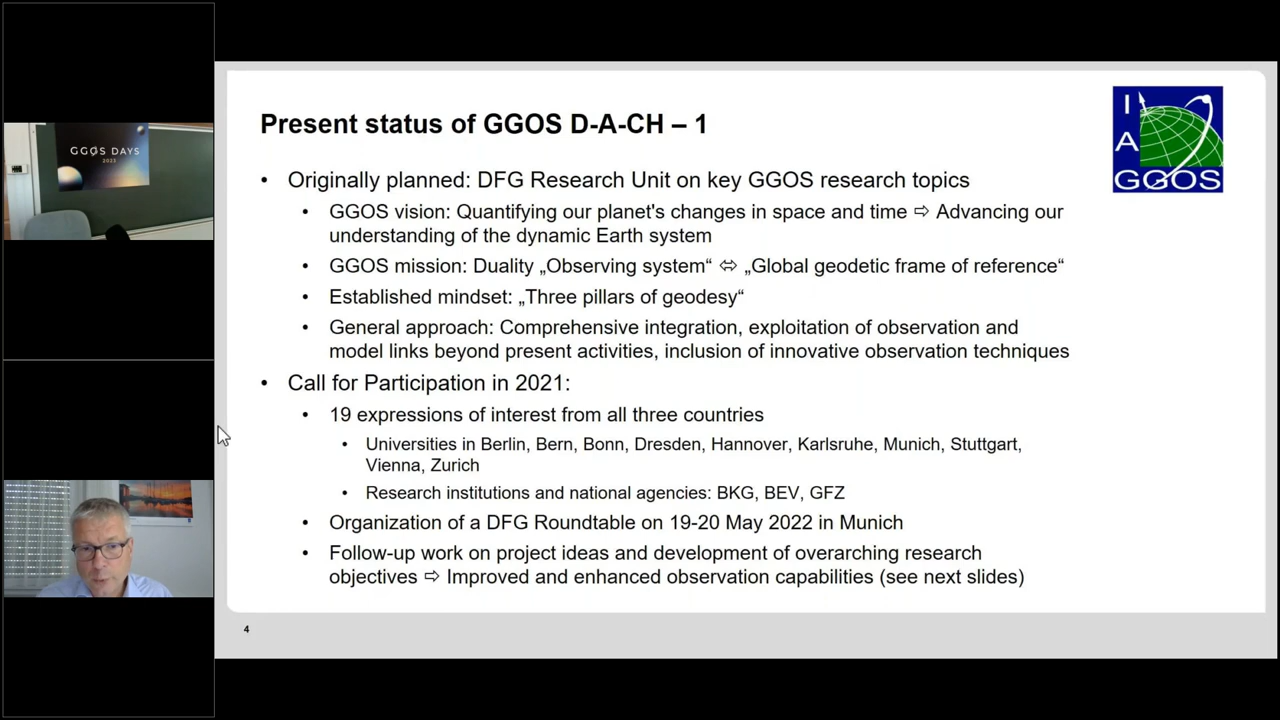 GGOS DAYS
2023
Present status of GGOS D-A-CH – 1
I
A
GGOS
• Originally planned: DFG Research Unit on key GGOS research topics
• GGOS vision: Quantifying our planet's changes in space and time ⇨ Advancing our
understanding of the dynamic Earth system
• GGOS mission: Duality „Observing system“ ⬄ „Global geodetic frame of reference“
• Established mindset: „Three pillars of geodesy“
• General approach: Comprehensive integration, exploitation of observation and
model links beyond present activities, inclusion of innovative observation techniques
• Call for Participation in 2021:
• 19 expressions of interest from all three countries
• Universities in Berlin, Bern, Bonn, Dresden, Hannover, Karlsruhe, Munich, Stuttgart,
Vienna, Zurich
• Research institutions and national agencies: BKG, BEV, GFZ
• Organization of a DFG Roundtable on 19-20 May 2022 in Munich
• Follow-up work on project ideas and development of overarching research
objectives ⇨ Improved and enhanced observation capabilities (see next slides)
4